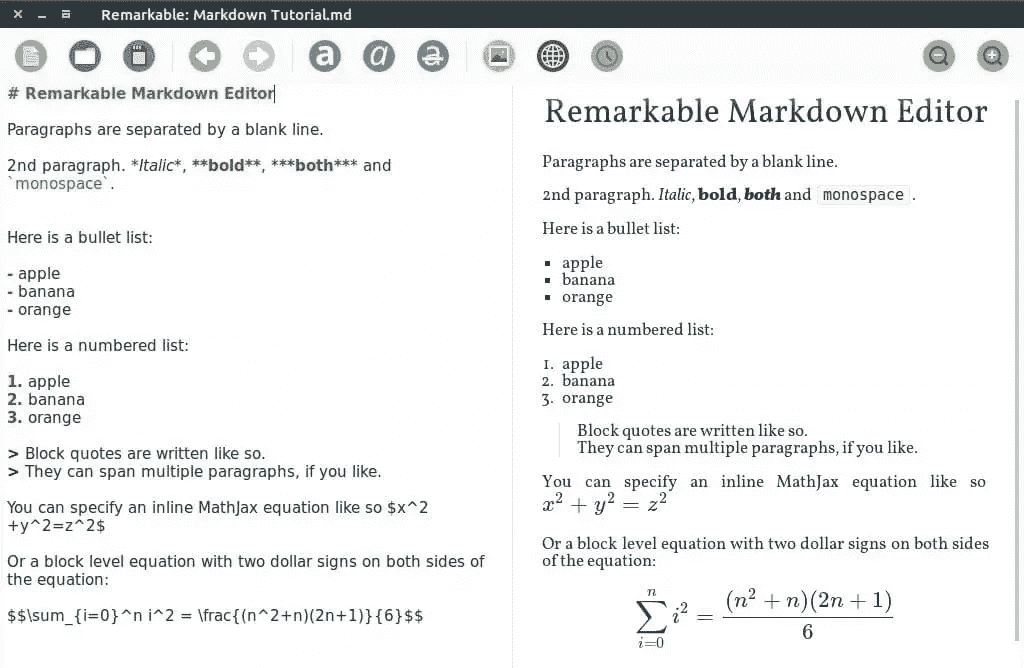 Remarkable: Markdown Tutorial.md
a a a
# Remarkable Markdown Editor
Paragraphs are separated by a blank line.
2nd paragraph. *Italic*, **bold**, ***both*** and
`monospace`.
Here is a bullet list:
- apple
- banana
- orange
Here is a numbered list:
1. apple
2. banana
3. orange
> Block quotes are written like so.
> They can span multiple paragraphs, if you like.
You can specify an inline MathJax equation like so $x^2
+y^2=z^2$
Or a block level equation with two dollar signs on both sides of
the equation:
$$\sum_{i=0}^n i^2 = \frac{(n^2+n)(2n+1)}{6}$$
Remarkable Markdown Editor
Paragraphs are separated by a blank line.
2nd paragraph. Italic, bold, both and monospace .
Here is a bullet list:
▪ apple
▪ banana
▪ orange
Here is a numbered list:
1. apple
2. banana
3. orange
Block quotes are written like so.
They can span multiple paragraphs, if you like.
You can specify an inline MathJax equation like so
x² + y² = z²
Or a block level equation with two dollar signs on both sides
of the equation:
n
∑ i² = (n² + n)(2n + 1)
i=0 6